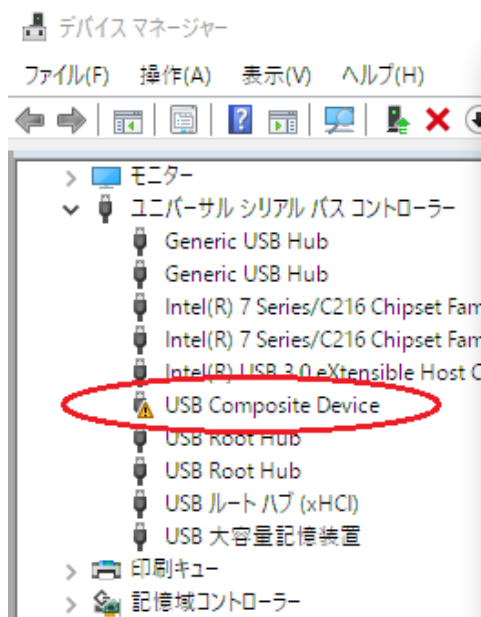 デバイス マネージャー
ファイル(F) 操作(A) 表示(V) ヘルプ(H)
モニター
ユニバーサル シリアル バス コントローラー
Generic USB Hub
Generic USB Hub
Intel(R) 7 Series/C216 Chipset Fam
Intel(R) 7 Series/C216 Chipset Fam
Intel(R) USB 3.0 eXtensible Host C
USB Composite Device
USB Root Hub
USB Root Hub
USB ルート ハブ (xHCI)
USB 大容量記憶装置
印刷キュー
記憶域コントローラー